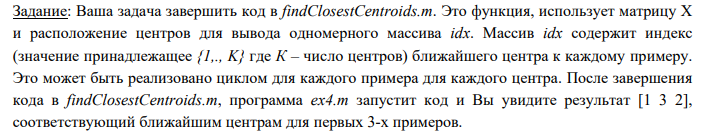 Задание: Ваша задача завершить код в findClosestCentroids.m. Это функция, использует матрицу X
и расположение центров для вывода одномерного массива idx. Массив idx содержит индекс
(значение принадлежащее {1,., K} где К – число центров) ближайшего центра к каждому примеру.
Это может быть реализовано циклом для каждого примера для каждого центра. После завершения
кода в findClosestCentroids.m, программа ex4.m запустит код и Вы увидите результат [1 3 2],
соответствующий ближайшим центрам для первых 3-х примеров.